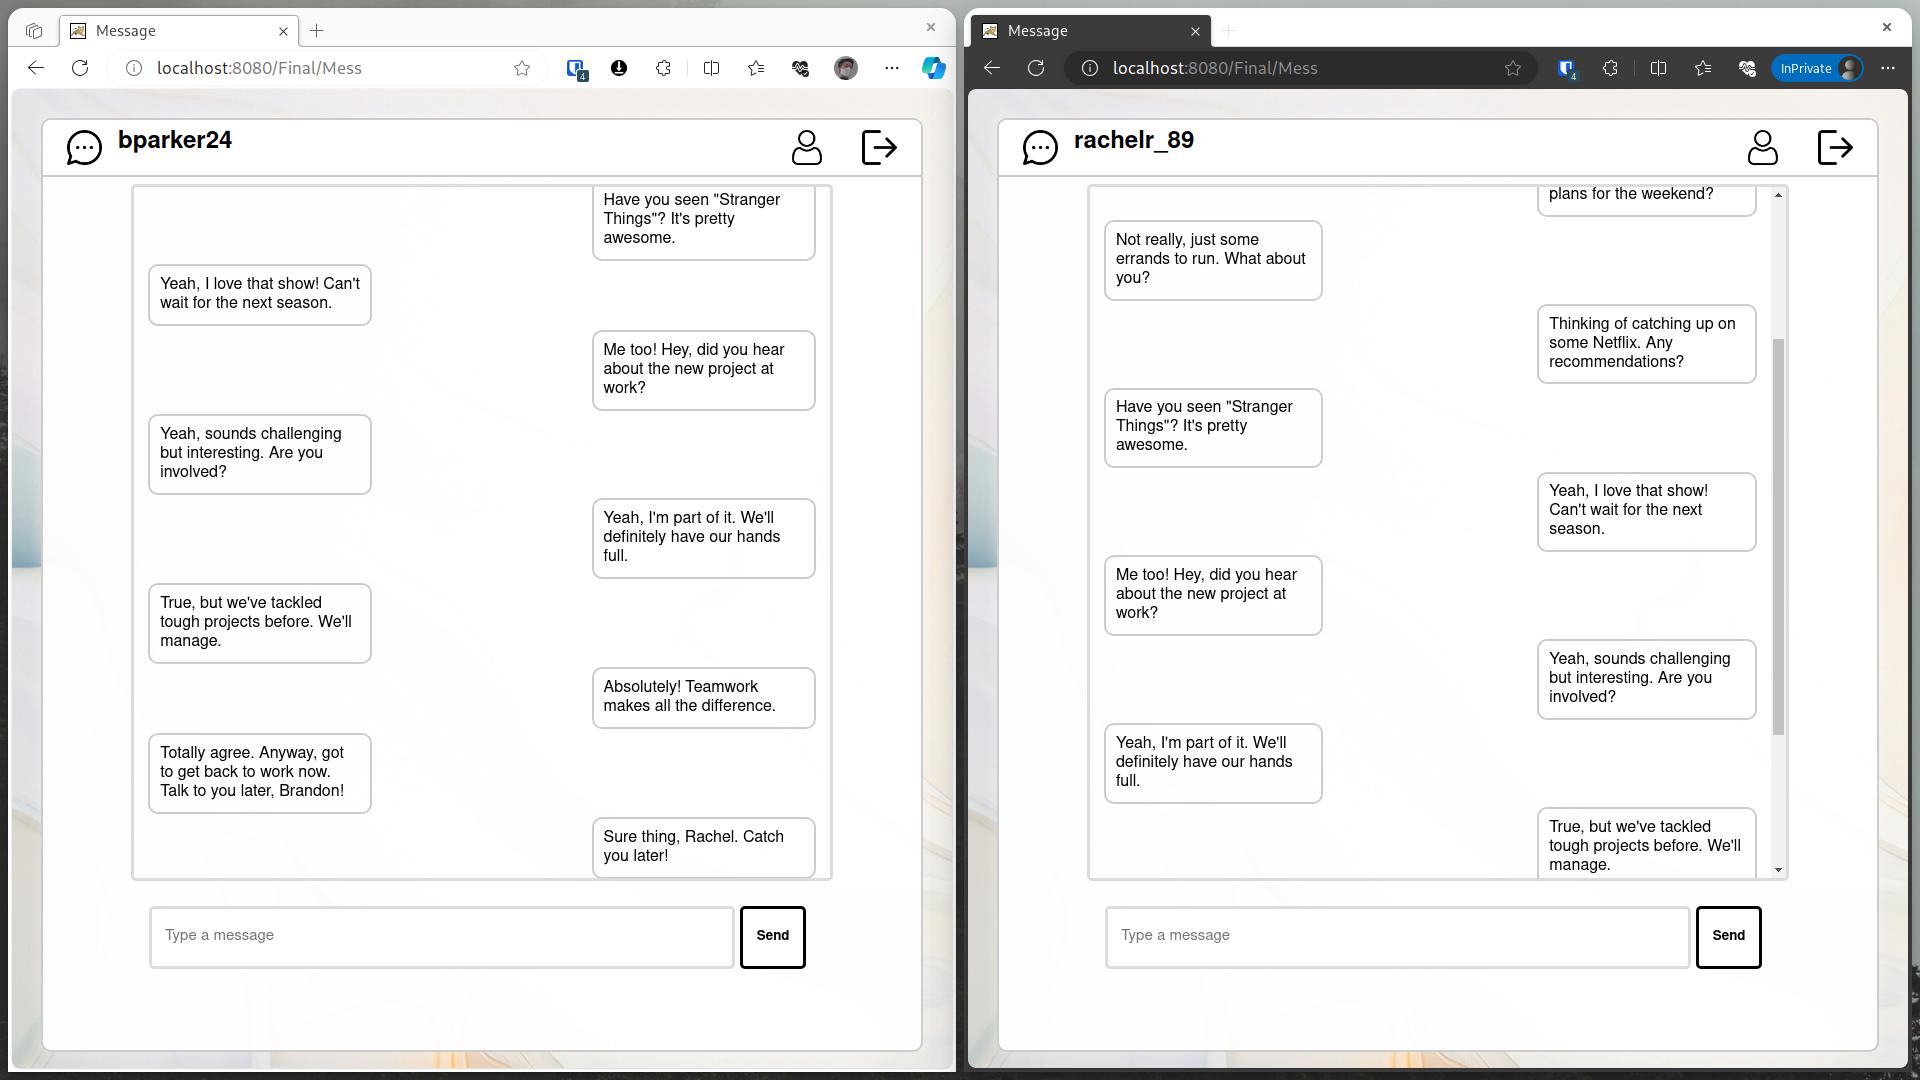 Message
localhost:8080/Final/Mess
4
bparker24
Have you seen "Stranger
Things"? It's pretty
awesome.
Yeah, I love that show! Can't
wait for the next season.
Me too! Hey, did you hear
about the new project at
work?
Yeah, sounds challenging
but interesting. Are you
involved?
Yeah, I'm part of it. We'll
definitely have our hands
full.
True, but we've tackled
tough projects before. We'll
manage.
Absolutely! Teamwork
makes all the difference.
Totally agree. Anyway, got
to get back to work now.
Talk to you later, Brandon!
Sure thing, Rachel. Catch
you later!
Type a message
Send
Message
localhost:8080/Final/Mess
4
InPrivate
rachelr_89
plans for the weekend?
Not really, just some
errands to run. What about
you?
Thinking of catching up on
some Netflix. Any
recommendations?
Have you seen "Stranger
Things"? It's pretty
awesome.
Yeah, I love that show!
Can't wait for the next
season.
Me too! Hey, did you hear
about the new project at
work?
Yeah, sounds challenging
but interesting. Are you
involved?
Yeah, I'm part of it. We'll
definitely have our hands
full.
True, but we've tackled
tough projects before. We'll
manage.
Type a message
Send